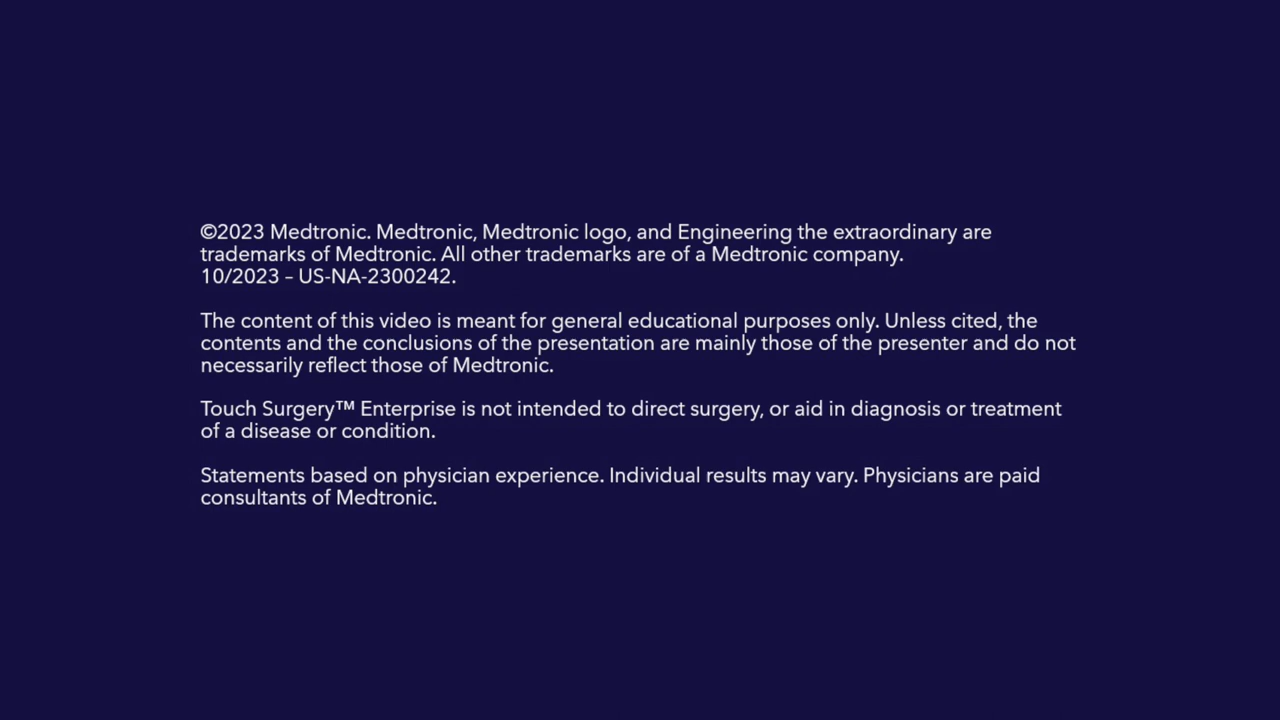 ©2023 Medtronic. Medtronic, Medtronic logo, and Engineering the extraordinary are
trademarks of Medtronic. All other trademarks are of a Medtronic company.
10/2023 – US-NA-2300242.
The content of this video is meant for general educational purposes only. Unless cited, the
contents and the conclusions of the presentation are mainly those of the presenter and do not
necessarily reflect those of Medtronic.
Touch Surgery™ Enterprise is not intended to direct surgery, or aid in diagnosis or treatment
of a disease or condition.
Statements based on physician experience. Individual results may vary. Physicians are paid
consultants of Medtronic.